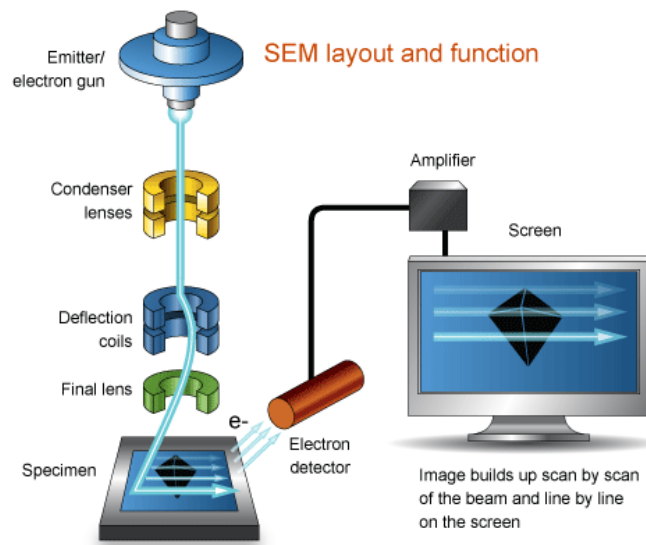 SEM layout and function
Emitter/
electron gun
Condenser
lenses
Deflection
coils
Final lens
Specimen
e-
Electron
detector
Amplifier
Screen
Image builds up scan by scan
of the beam and line by line
on the screen